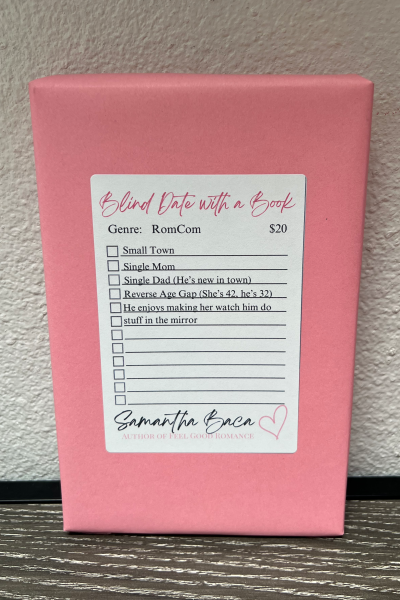 Blind Date with a Book
Genre: RomCom $20
Small Town
Single Mom
Single Dad (He's new in town)
Reverse Age Gap (She's 42, he's 32)
He enjoys making her watch him do
stuff in the mirror
Samantha Baca
AUTHOR OF FEEL-GOOD ROMANCE